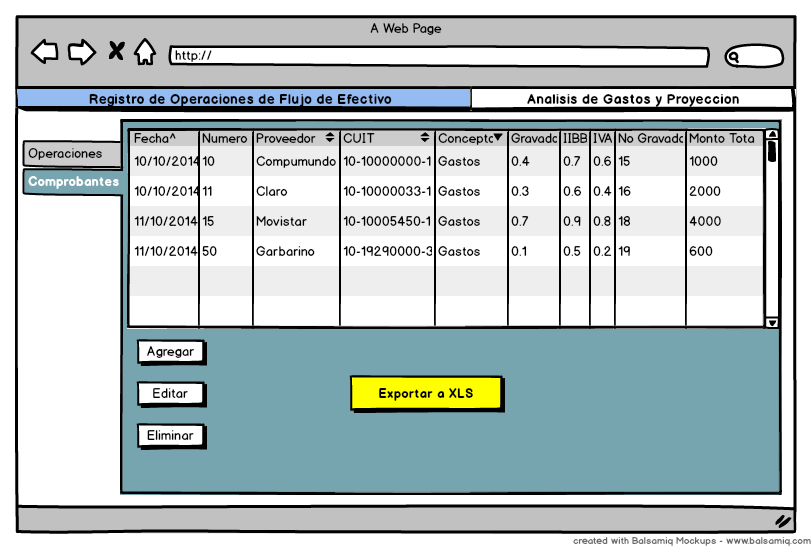 A Web Page
http://
Registro de Operaciones de Flujo de Efectivo
Analisis de Gastos y Proyeccion
Operaciones
Comprobantes
Fecha^ Numero Proveedor CUIT Concepto Gravado IIBB IVA No Gravado Monto Tota
10/10/2014 10 Compumundo 10-10000000-1 Gastos 0.4 0.7 0.6 15 1000
10/10/2014 11 Claro 10-10000033-1 Gastos 0.3 0.6 0.4 16 2000
11/10/2014 15 Movistar 10-10005450-1 Gastos 0.7 0.9 0.8 18 4000
11/10/2014 50 Garbarino 10-19290000-3 Gastos 0.1 0.5 0.2 19 600
Agregar
Editar
Exportar a XLS
Eliminar
created with Balsamiq Mockups - www.balsamiq.com